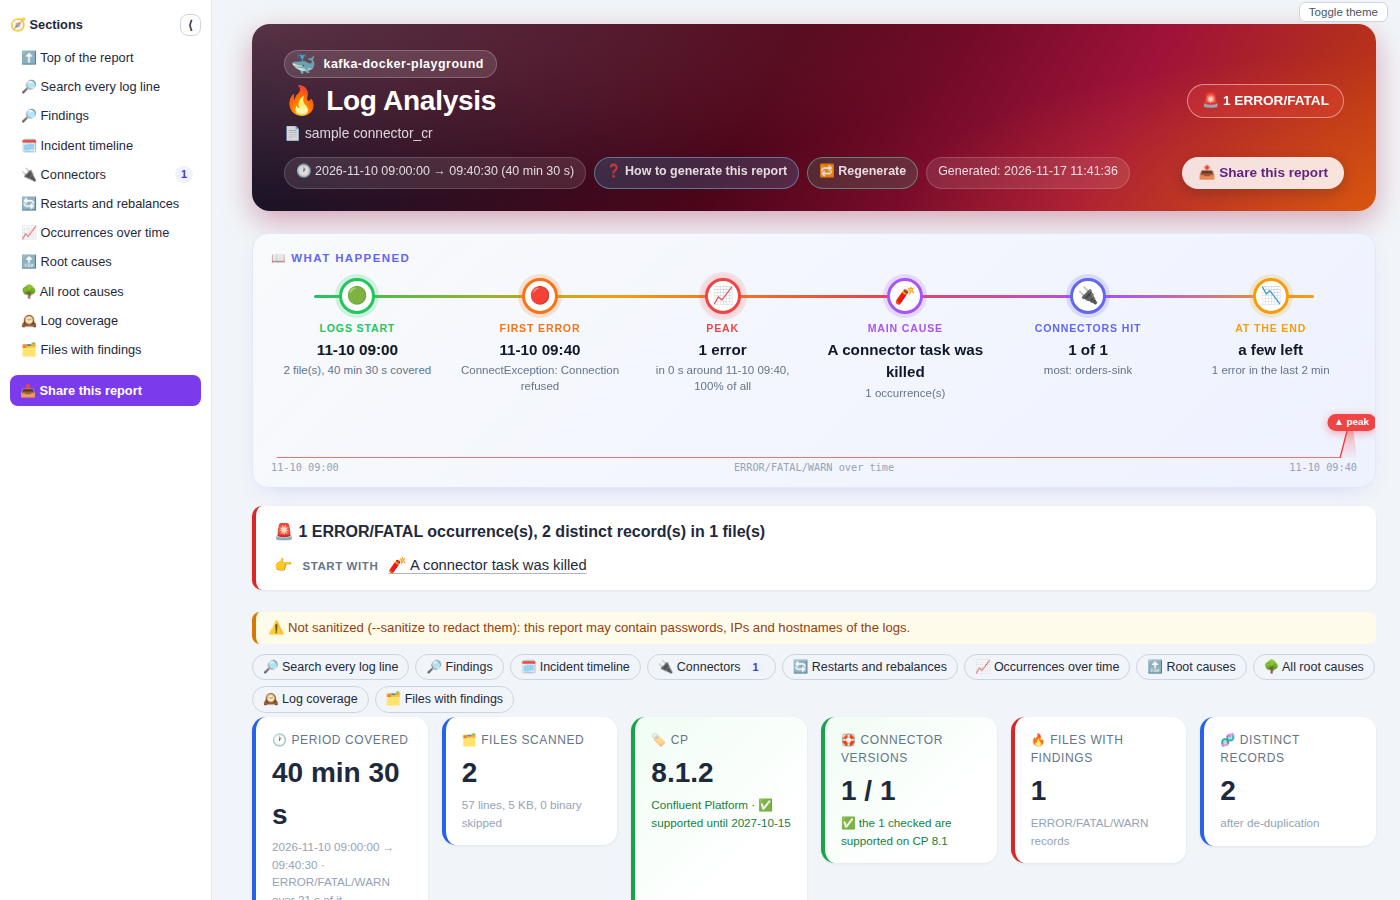 Sections
⟨
Top of the report
Search every log line
Findings
Incident timeline
Connectors 1
Restarts and rebalances
Occurrences over time
Root causes
All root causes
Log coverage
Files with findings
Share this report
Toggle theme
kafka-docker-playground
Log Analysis
sample connector_cr
1 ERROR/FATAL
2026-11-10 09:00:00 → 09:40:30 (40 min 30 s)
How to generate this report
Regenerate
Generated: 2026-11-17 11:41:36
Share this report
WHAT HAPPENED
LOGS START
11-10 09:00
2 file(s), 40 min 30 s covered
FIRST ERROR
11-10 09:40
ConnectException: Connection
refused
PEAK
1 error
in 0 s around 11-10 09:40,
100% of all
MAIN CAUSE
A connector task was
killed
1 occurrence(s)
CONNECTORS HIT
1 of 1
most: orders-sink
AT THE END
a few left
1 error in the last 2 min
▲ peak
11-10 09:00
ERROR/FATAL/WARN over time
11-10 09:40
1 ERROR/FATAL occurrence(s), 2 distinct record(s) in 1 file(s)
START WITH A connector task was killed
Not sanitized (--sanitize to redact them): this report may contain passwords, IPs and hostnames of the logs.
Search every log line
Findings
Incident timeline
Connectors 1
Restarts and rebalances
Occurrences over time
Root causes
All root causes
Log coverage
Files with findings
PERIOD COVERED
40 min 30
s
2026-11-10 09:00:00 →
09:40:30 ·
ERROR/FATAL/WARN
over 21 s of it
FILES SCANNED
2
57 lines, 5 KB, 0 binary
skipped
CP
8.1.2
Confluent Platform · ✅
supported until 2027-10-15
CONNECTOR
VERSIONS
1 / 1
✅ the 1 checked are
supported on CP 8.1
FILES WITH
FINDINGS
1
ERROR/FATAL/WARN
records
DISTINCT
RECORDS
2
after de-duplication